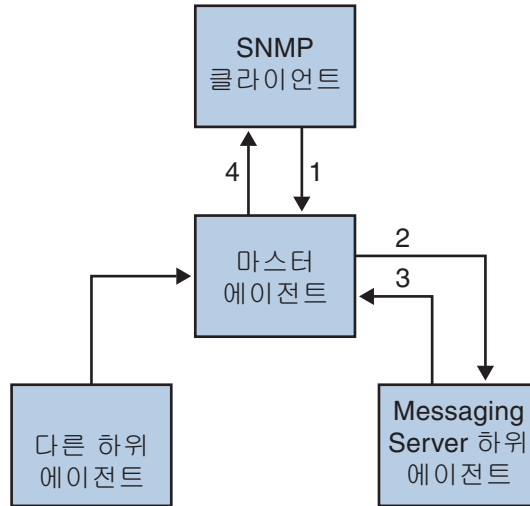 SNMP
클라이언트
4
1
마스터
에이전트
2
3
다른 하위
에이전트
Messaging
Server 하위
에이전트